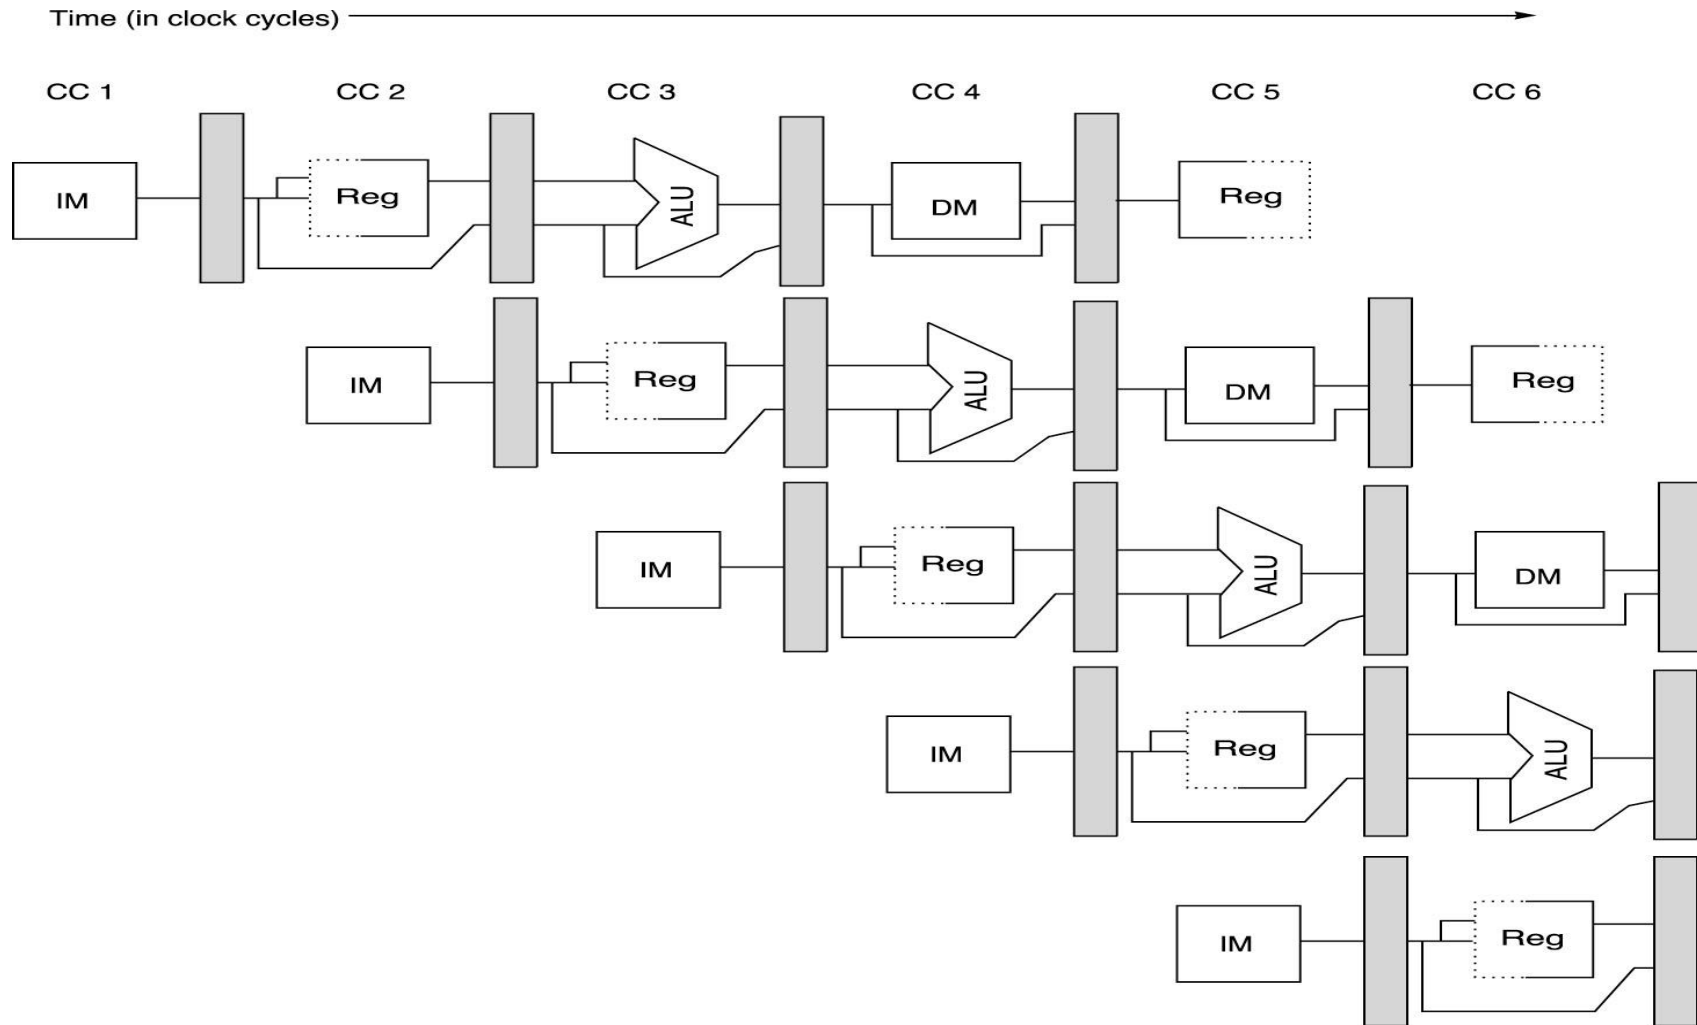 Time (in clock cycles)
CC 1 CC 2 CC 3 CC 4 CC 5 CC 6
IM Reg ALU DM Reg
IM Reg ALU DM Reg
IM Reg ALU DM
IM Reg ALU
IM Reg